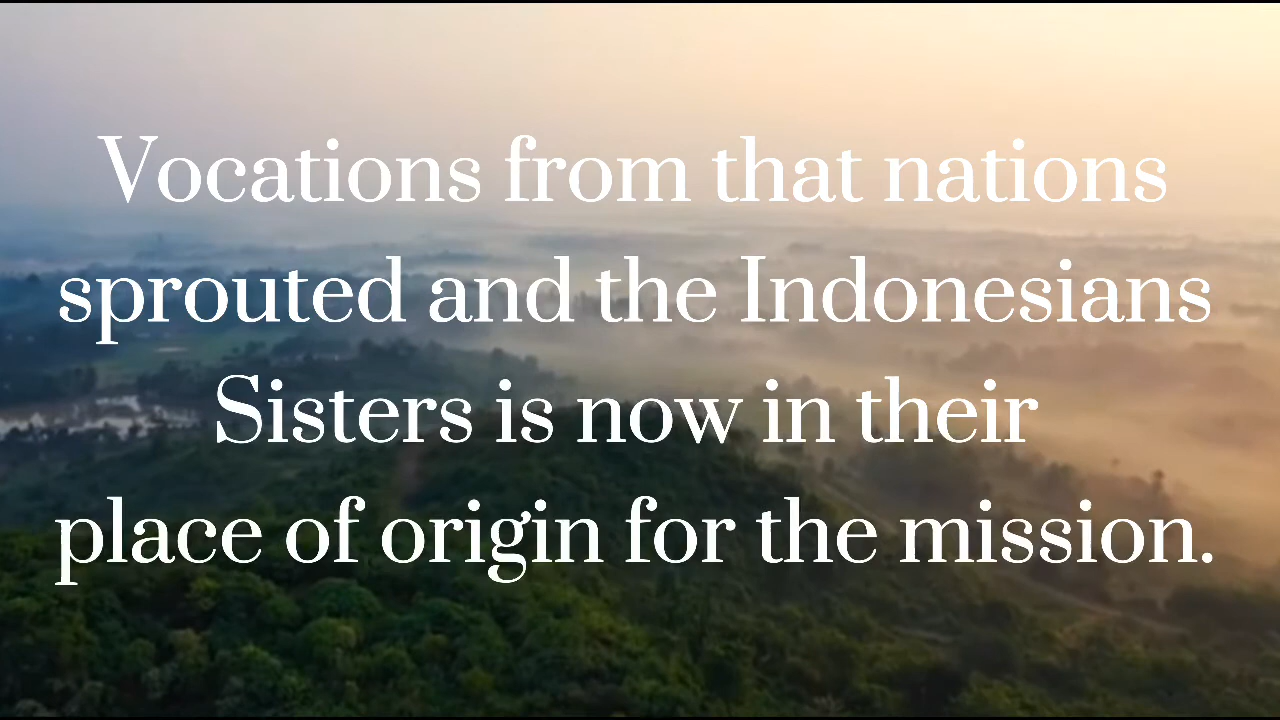 Vocations from that nations
sprouted and the Indonesians
Sisters is now in their
place of origin for the mission.